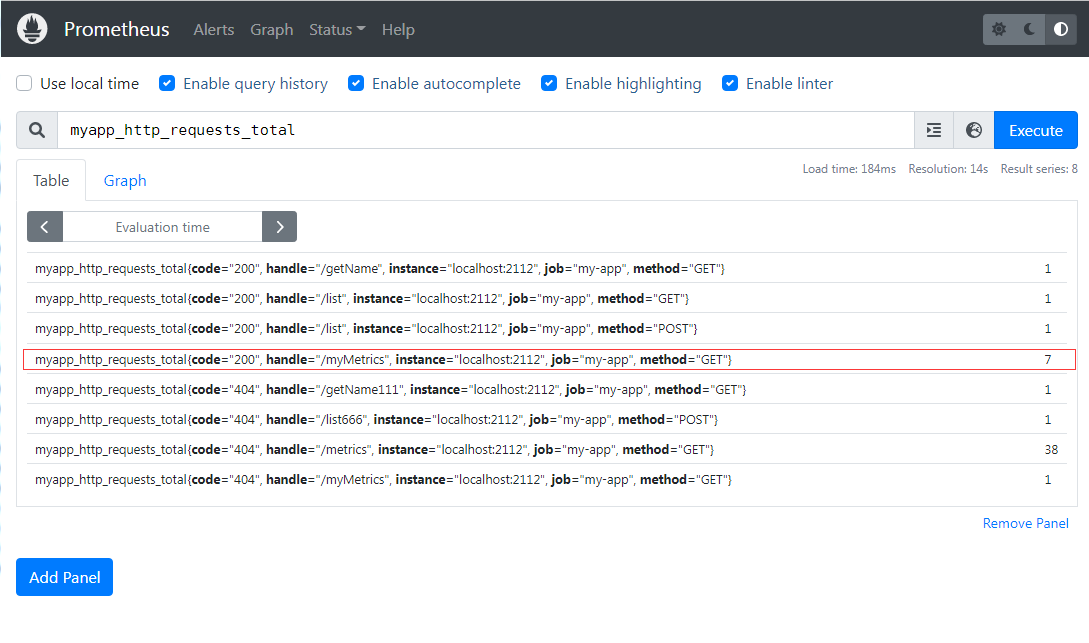 Prometheus Alerts Graph Status Help
Use local time Enable query history Enable autocomplete Enable highlighting Enable linter
myapp_http_requests_total Execute
Load time: 184ms Resolution: 14s Result series: 8
Table Graph
Evaluation time
myapp_http_requests_total{code="200", handle="/getName", instance="localhost:2112", job="my-app", method="GET"} 1
myapp_http_requests_total{code="200", handle="/list", instance="localhost:2112", job="my-app", method="GET"} 1
myapp_http_requests_total{code="200", handle="/list", instance="localhost:2112", job="my-app", method="POST"} 1
myapp_http_requests_total{code="200", handle="/myMetrics", instance="localhost:2112", job="my-app", method="GET"} 7
myapp_http_requests_total{code="404", handle="/getName111", instance="localhost:2112", job="my-app", method="GET"} 1
myapp_http_requests_total{code="404", handle="/list666", instance="localhost:2112", job="my-app", method="POST"} 1
myapp_http_requests_total{code="404", handle="/metrics", instance="localhost:2112", job="my-app", method="GET"} 38
myapp_http_requests_total{code="404", handle="/myMetrics", instance="localhost:2112", job="my-app", method="GET"} 1
Remove Panel
Add Panel